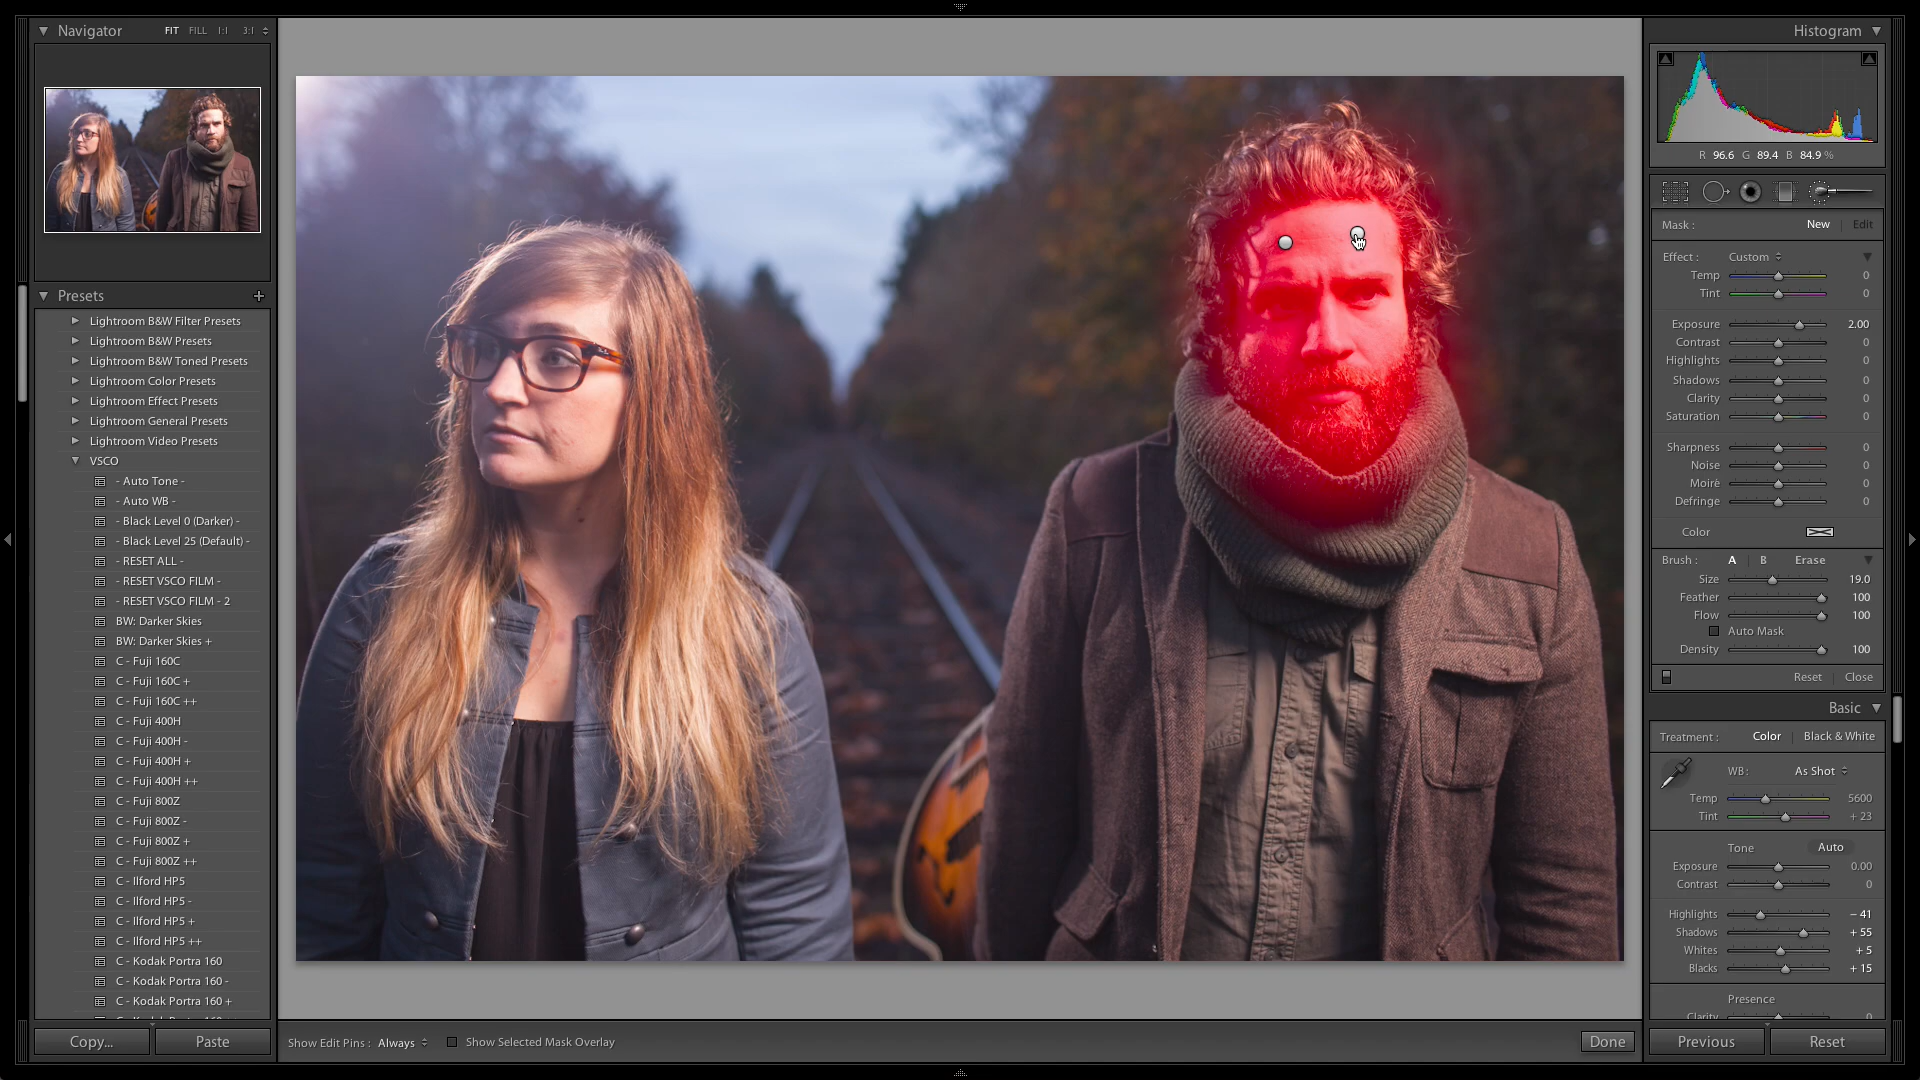 Navigator FIT FILL 1:1 3:1
Presets +
Lightroom B&W Filter Presets
Lightroom B&W Presets
Lightroom B&W Toned Presets
Lightroom Color Presets
Lightroom Effect Presets
Lightroom General Presets
Lightroom Video Presets
VSCO
- Auto Tone -
- Auto WB -
- Black Level 0 (Darker) -
- Black Level 25 (Default) -
- RESET ALL -
- RESET VSCO FILM -
- RESET VSCO FILM - 2
BW: Darker Skies
BW: Darker Skies +
C - Fuji 160C
C - Fuji 160C +
C - Fuji 160C ++
C - Fuji 400H
C - Fuji 400H -
C - Fuji 400H +
C - Fuji 400H ++
C - Fuji 800Z
C - Fuji 800Z -
C - Fuji 800Z +
C - Fuji 800Z ++
C - Ilford HP5
C - Ilford HP5 -
C - Ilford HP5 +
C - Ilford HP5 ++
C - Kodak Portra 160
C - Kodak Portra 160 -
C - Kodak Portra 160 +
Copy... Paste
Show Edit Pins : Always Show Selected Mask Overlay Done
Histogram
R 96.6 G 89.4 B 84.9 %
Mask : New Edit
Effect : Custom
Temp 0
Tint 0
Exposure 2.00
Contrast 0
Highlights 0
Shadows 0
Clarity 0
Saturation 0
Sharpness 0
Noise 0
Moiré 0
Defringe 0
Color
Brush : A B Erase
Size 19.0
Feather 100
Flow 100
Auto Mask
Density 100
Reset Close
Basic
Treatment : Color Black & White
WB : As Shot
Temp 5600
Tint + 23
Tone Auto
Exposure 0.00
Contrast 0
Highlights – 41
Shadows + 55
Whites + 5
Blacks + 15
Presence
Clarity 0
Previous Reset